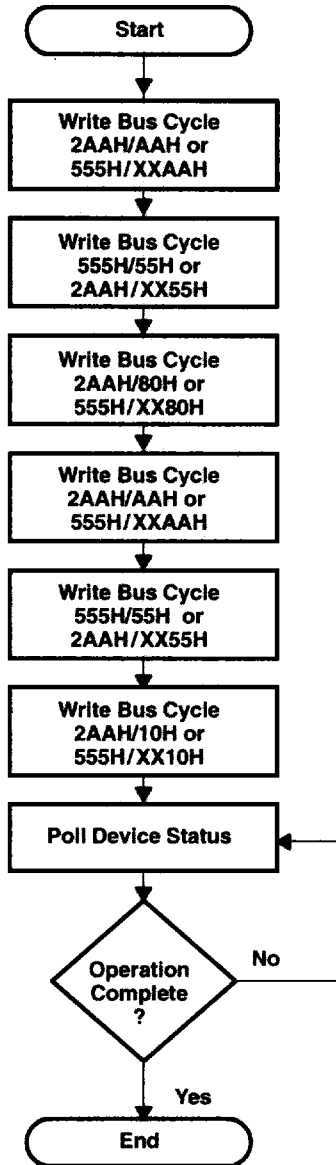 Start
Write Bus Cycle
2AAH/AAH or
555H/XXAAH
Write Bus Cycle
555H/55H or
2AAH/XX55H
Write Bus Cycle
2AAH/80H or
555H/XX80H
Write Bus Cycle
2AAH/AAH or
555H/XXAAH
Write Bus Cycle
555H/55H or
2AAH/XX55H
Write Bus Cycle
2AAH/10H or
555H/XX10H
Poll Device Status
Operation
Complete
?
No
Yes
End